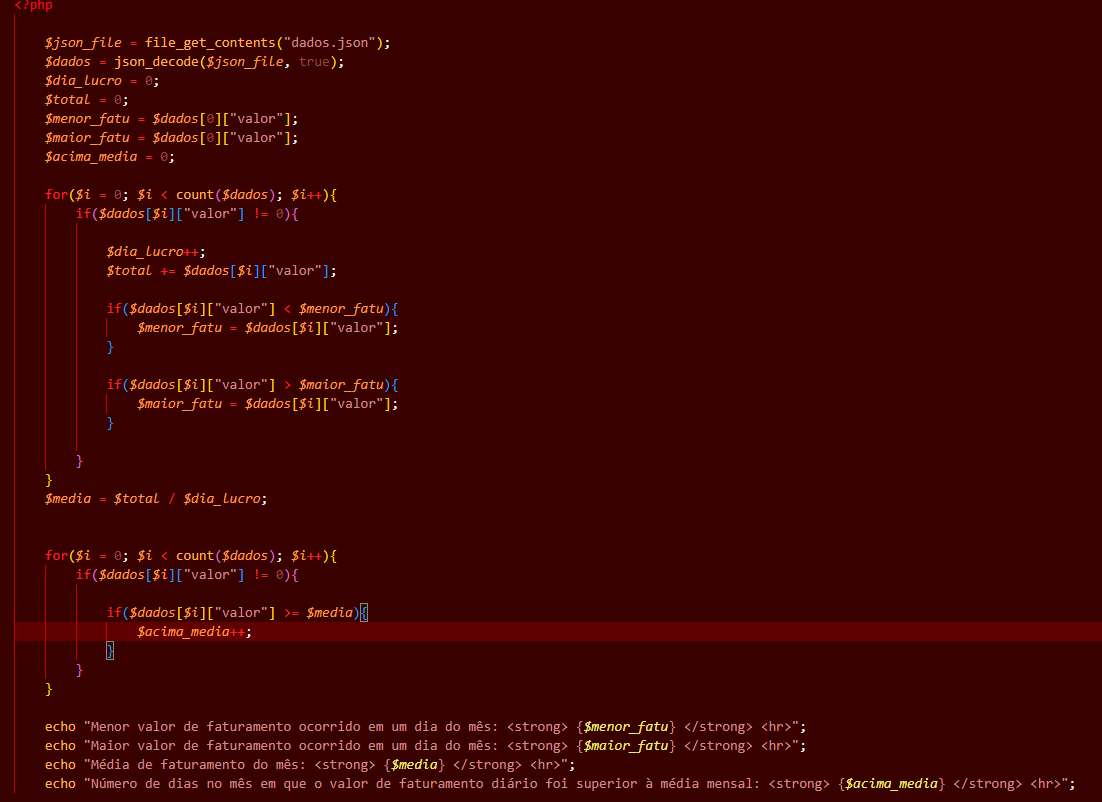 <?php
$json_file = file_get_contents("dados.json");
$dados = json_decode($json_file, true);
$dia_lucro = 0;
$total = 0;
$menor_fatu = $dados[0]["valor"];
$maior_fatu = $dados[0]["valor"];
$acima_media = 0;
for($i = 0; $i < count($dados); $i++){
if($dados[$i]["valor"] != 0){
$dia_lucro++;
$total += $dados[$i]["valor"];
if($dados[$i]["valor"] < $menor_fatu){
$menor_fatu = $dados[$i]["valor"];
}
if($dados[$i]["valor"] > $maior_fatu){
$maior_fatu = $dados[$i]["valor"];
}
}
}
$media = $total / $dia_lucro;
for($i = 0; $i < count($dados); $i++){
if($dados[$i]["valor"] != 0){
if($dados[$i]["valor"] >= $media){
$acima_media++;
}
}
}
echo "Menor valor de faturamento ocorrido em um dia do mês: <strong> {$menor_fatu} </strong> <hr>";
echo "Maior valor de faturamento ocorrido em um dia do mês: <strong> {$maior_fatu} </strong> <hr>";
echo "Média de faturamento do mês: <strong> {$media} </strong> <hr>";
echo "Número de dias no mês em que o valor de faturamento diário foi superior à média mensal: <strong> {$acima_media} </strong> <hr>";